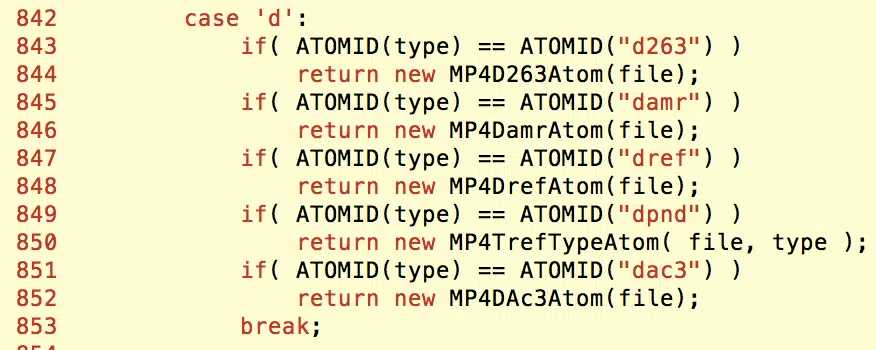 842         case 'd':
843             if( ATOMID(type) == ATOMID("d263") )
844                 return new MP4D263Atom(file);
845             if( ATOMID(type) == ATOMID("damr") )
846                 return new MP4DamrAtom(file);
847             if( ATOMID(type) == ATOMID("dref") )
848                 return new MP4DrefAtom(file);
849             if( ATOMID(type) == ATOMID("dpnd") )
850                 return new MP4TrefTypeAtom( file, type );
851             if( ATOMID(type) == ATOMID("dac3") )
852                 return new MP4DAc3Atom(file);
853             break;